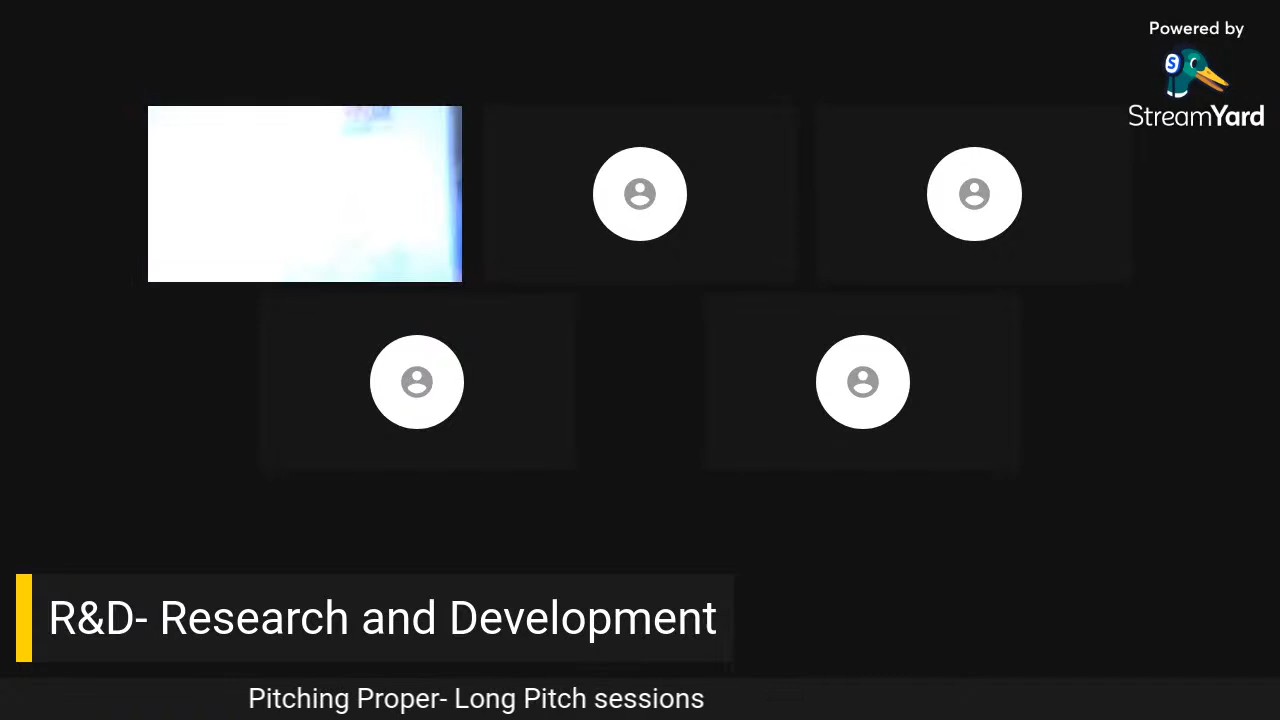 Powered by
S
StreamYard
R&D- Research and Development
Pitching Proper- Long Pitch sessions